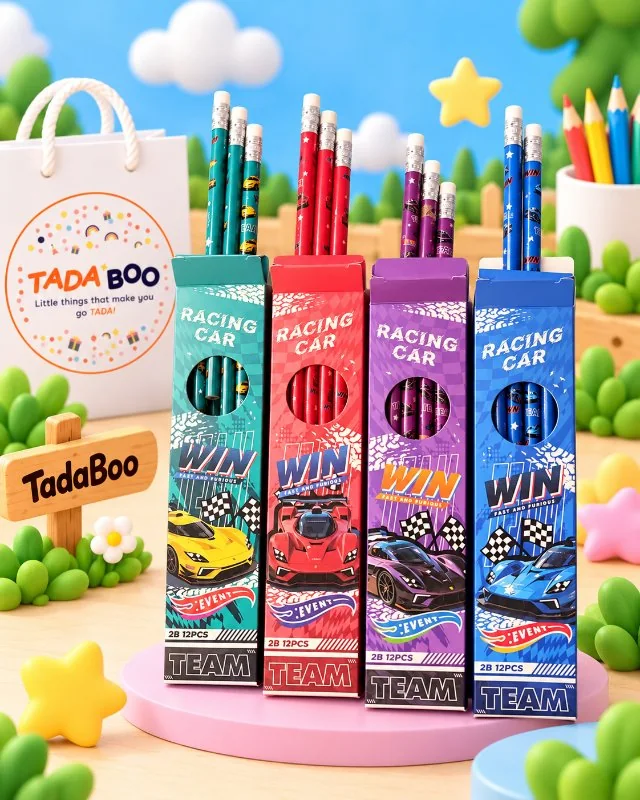 TADA BOO
Little things that make you
go TADA!
TadaBoo
RACING
CAR
WIN
FAST AND FURIOUS
EVENT
2B 12PCS
TEAM
RACING
CAR
WIN
FAST AND FURIOUS
EVENT
2B 12PCS
TEAM
RACING
CAR
WIN
FAST AND FURIOUS
EVENT
2B 12PCS
TEAM
RACING
CAR
WIN
FAST AND FURIOUS
EVENT
2B 12PCS
TEAM